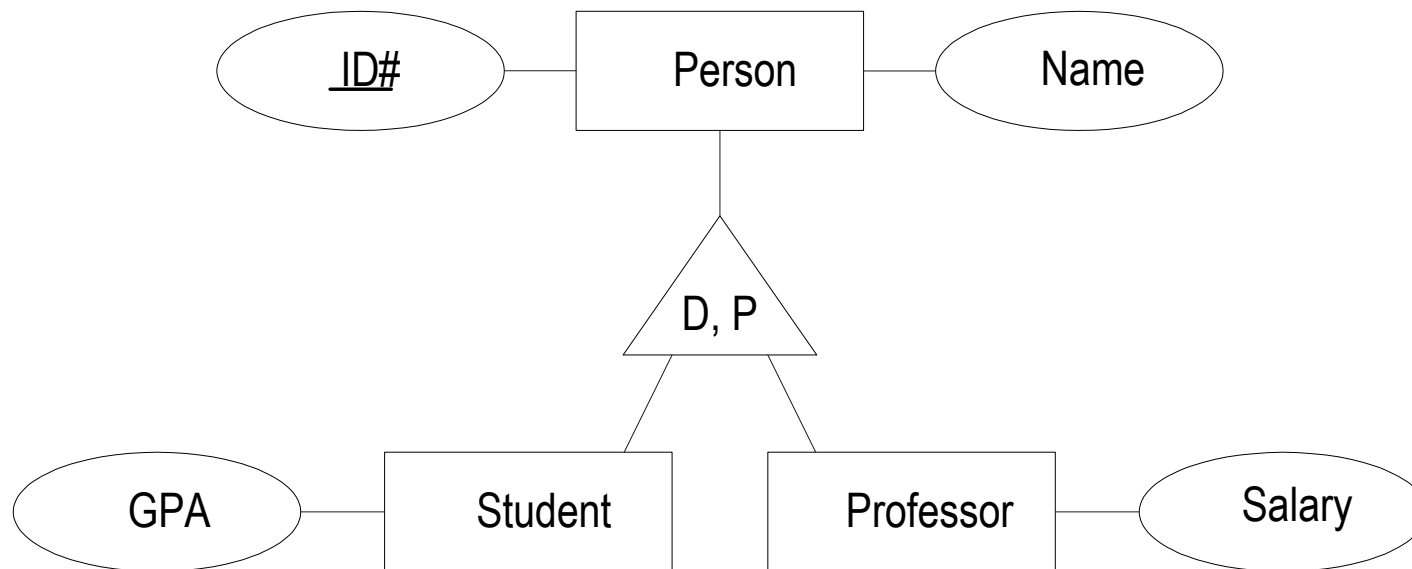 ID#
Person
Name
D, P
GPA
Student
Professor
Salary